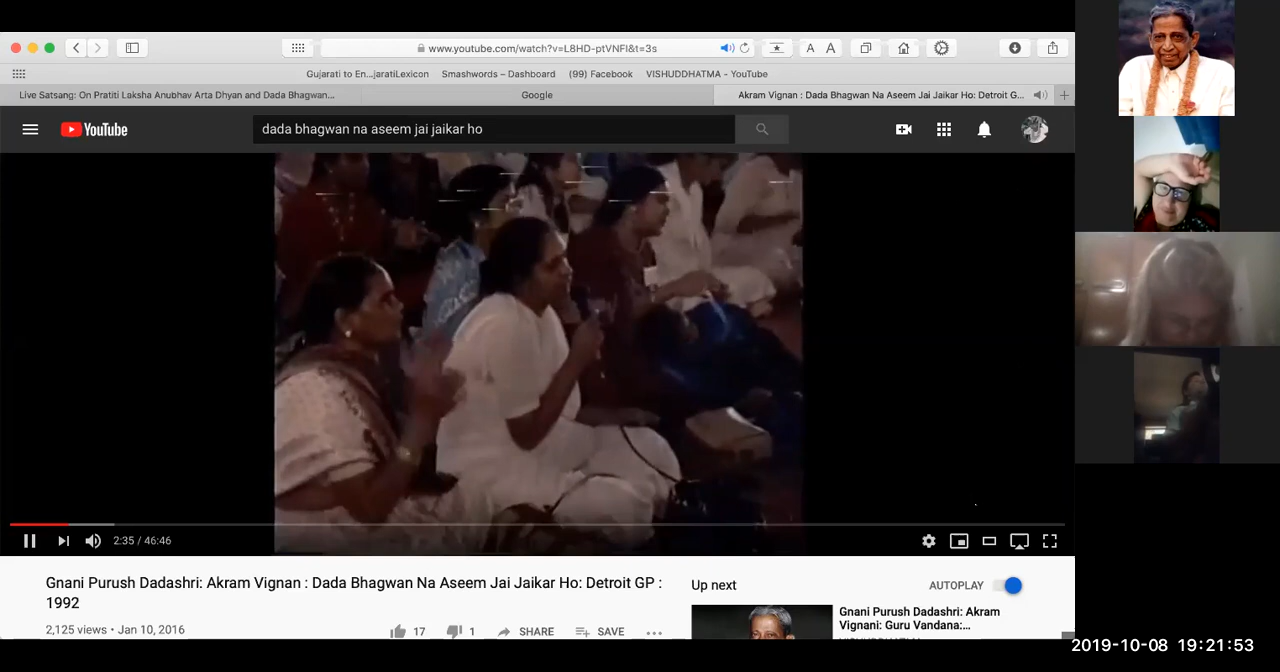 www.youtube.com/watch?v=L8HD-ptVNFI&t=3s
A A
Gujarati to En...jaratiLexicon Smashwords – Dashboard (99) Facebook VISHUDDHATMA - YouTube
Live Satsang: On Pratiti Laksha Anubhav Arta Dhyan and Dada Bhagwan... Google Akram Vignan : Dada Bhagwan Na Aseem Jai Jaikar Ho: Detroit G...
YouTube dada bhagwan na aseem jai jaikar ho
2:35 / 46:46
Gnani Purush Dadashri: Akram Vignan : Dada Bhagwan Na Aseem Jai Jaikar Ho: Detroit GP :
1992
2,125 views • Jan 10, 2016 17 1 SHARE SAVE
Up next AUTOPLAY
Gnani Purush Dadashri: Akram
Vignani: Guru Vandana;...
2019-10-08 19:21:53